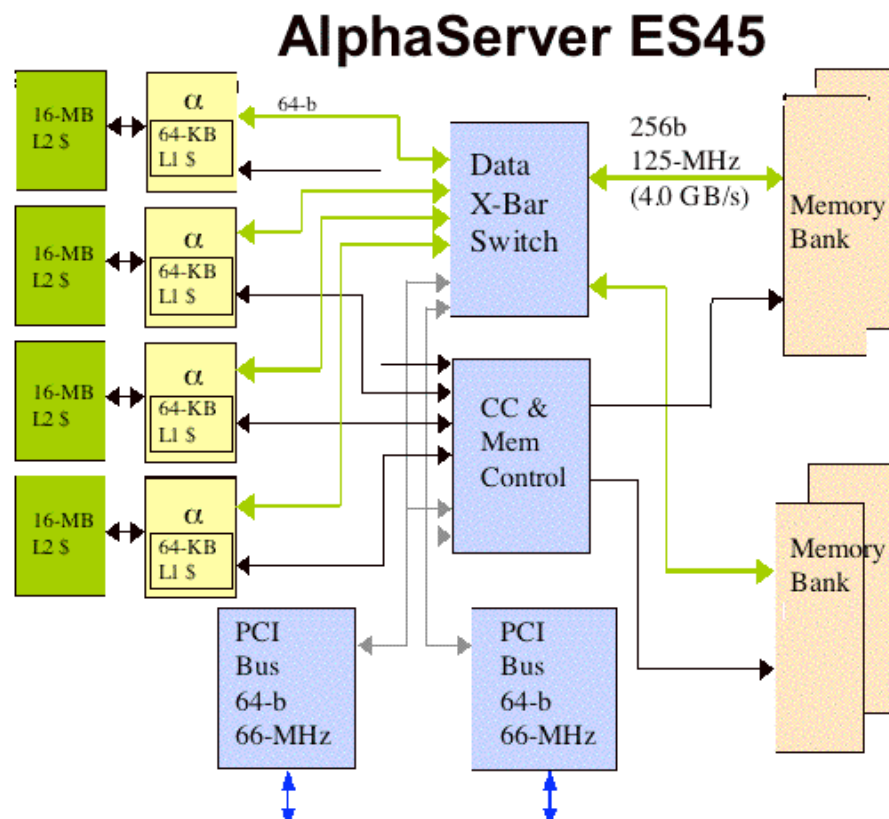 AlphaServer ES45
16-MB
L2 $
α
64-KB
L1 $
64-b
Data
X-Bar
Switch
256b
125-MHz
(4.0 GB/s)
Memory
Bank
16-MB
L2 $
α
64-KB
L1 $
16-MB
L2 $
α
64-KB
L1 $
CC &
Mem
Control
16-MB
L2 $
α
64-KB
L1 $
Memory
Bank
PCI
Bus
64-b
66-MHz
PCI
Bus
64-b
66-MHz